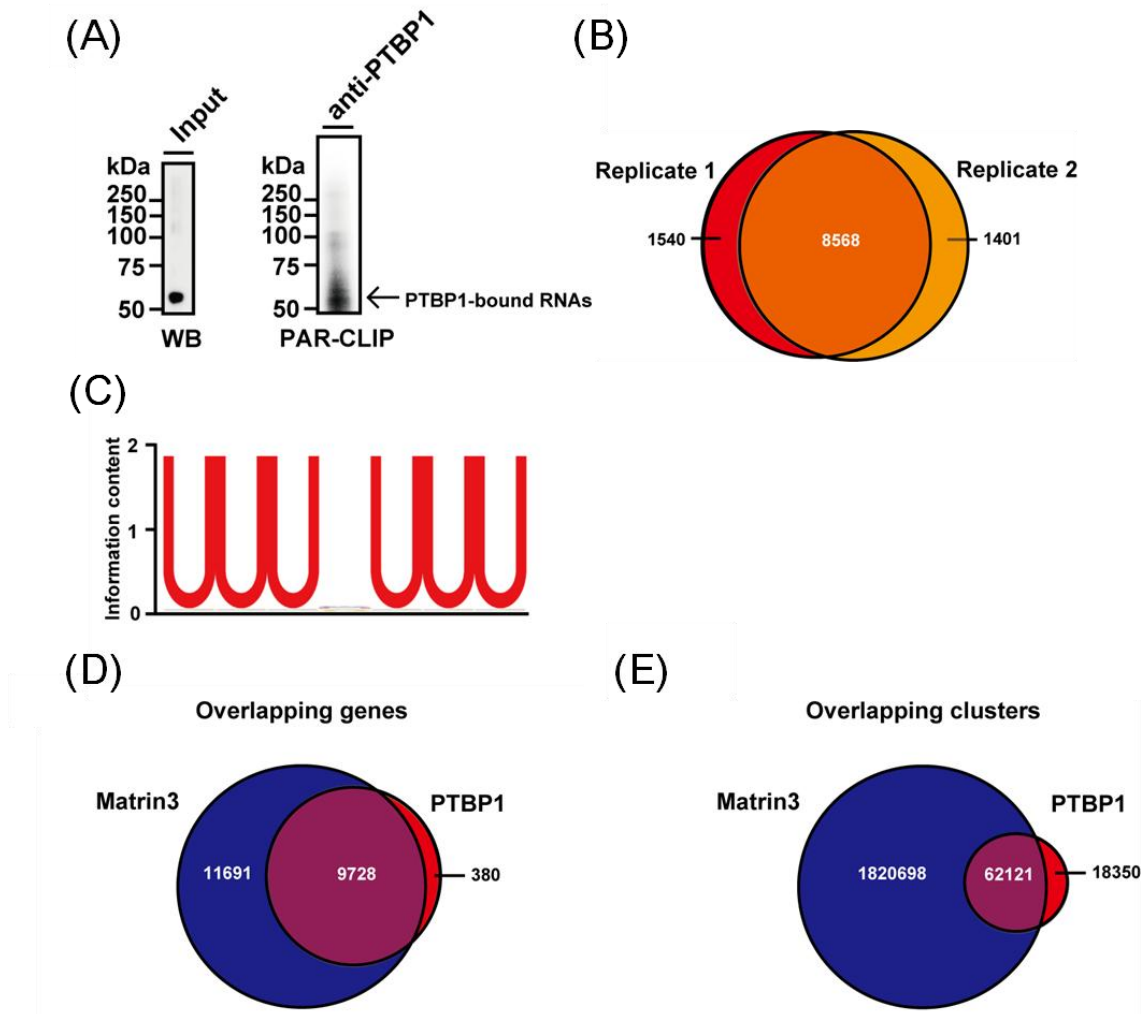 (A)
Input
kDa
250
150
100
75
50
WB
anti-PTBP1
kDa
250
150
100
75
50
PTBP1-bound RNAs
PAR-CLIP
(B)
Replicate 1
Replicate 2
1540
8568
1401
(C)
Information content
2
1
0
UUU UUU
(D)
Overlapping genes
Matrin3
PTBP1
11691
9728
380
(E)
Overlapping clusters
Matrin3
PTBP1
1820698
62121
18350